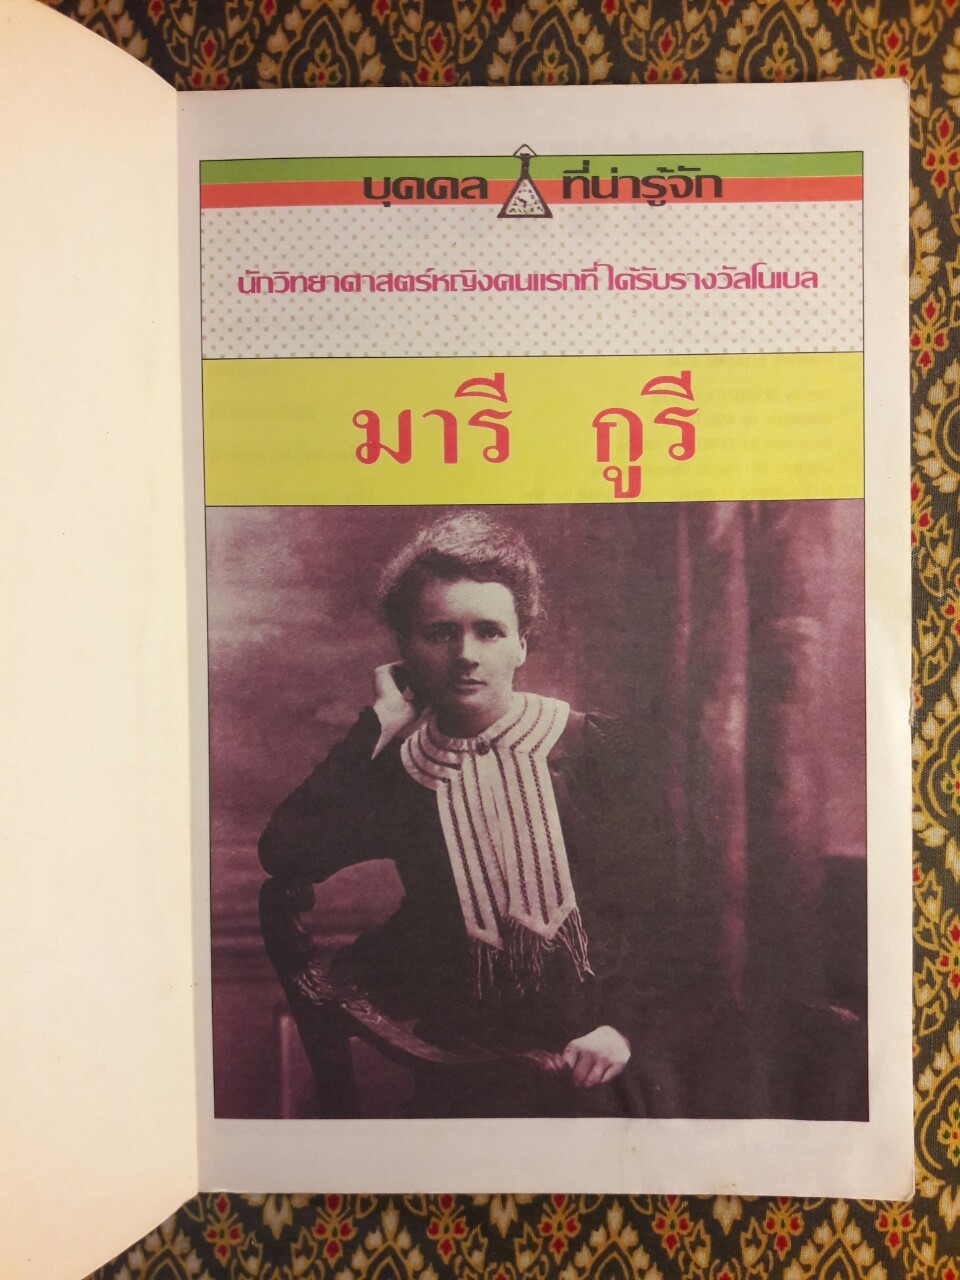 บุคคล ที่น่ารู้จัก
นักวิทยาศาสตร์หญิงคนแรกที่ได้รับรางวัลโนเบล
มารี กูรี